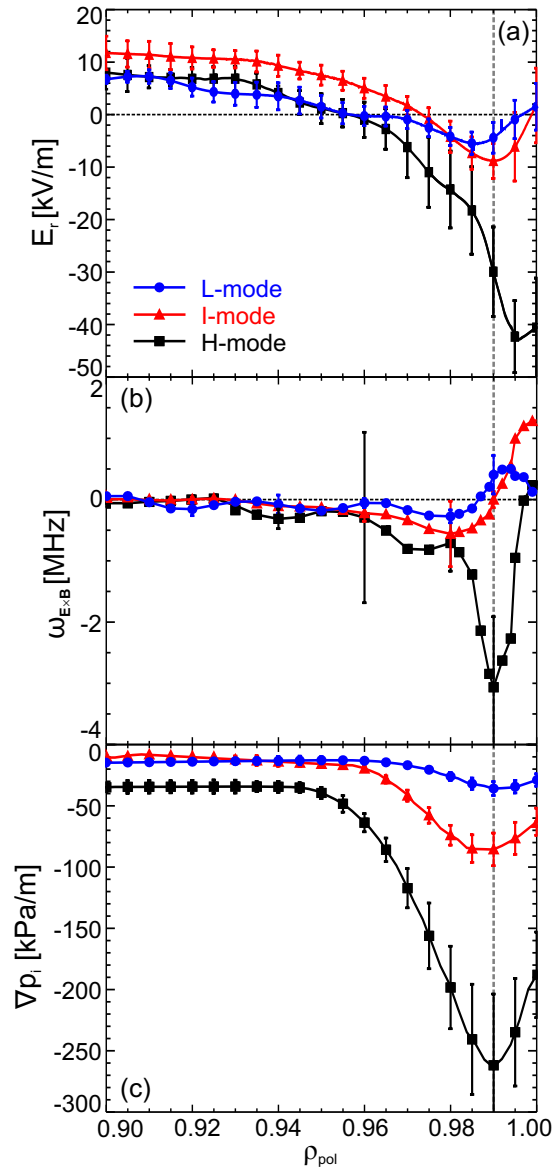 (a)
20
10
0
-10
-20
-30
-40
-50
E_r [kV/m]
L-mode
I-mode
H-mode
(b)
2
0
-2
-4
ω_E×B [MHz]
(c)
0
-50
-100
-150
-200
-250
-300
∇p_i [kPa/m]
0.90 0.92 0.94 0.96 0.98 1.00
ρ_pol